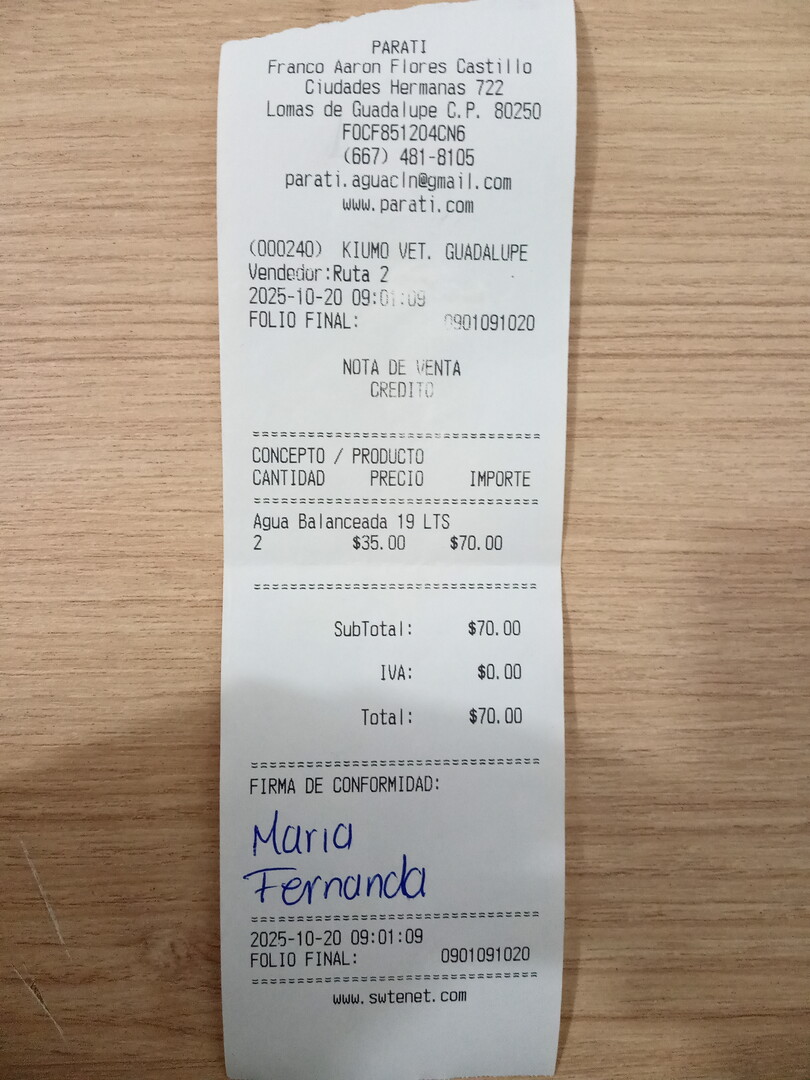 PARATI
Franco Aaron Flores Castillo
Ciudades Hermanas 722
Lomas de Guadalupe C.P. 80250
FOCF851204CN6
(667) 481-8105
parati.aguacln@gmail.com
www.parati.com
(000240) KIUMO VET. GUADALUPE
Vendedor:Ruta 2
2025-10-20 09:01:09
FOLIO FINAL: 0901091020
NOTA DE VENTA
CREDITO
CONCEPTO / PRODUCTO
CANTIDAD PRECIO IMPORTE
Agua Balanceada 19 LTS
2 $35.00 $70.00
SubTotal: $70.00
IVA: $0.00
Total: $70.00
FIRMA DE CONFORMIDAD:
Maria
Fernanda
2025-10-20 09:01:09
FOLIO FINAL: 0901091020
www.swtenet.com